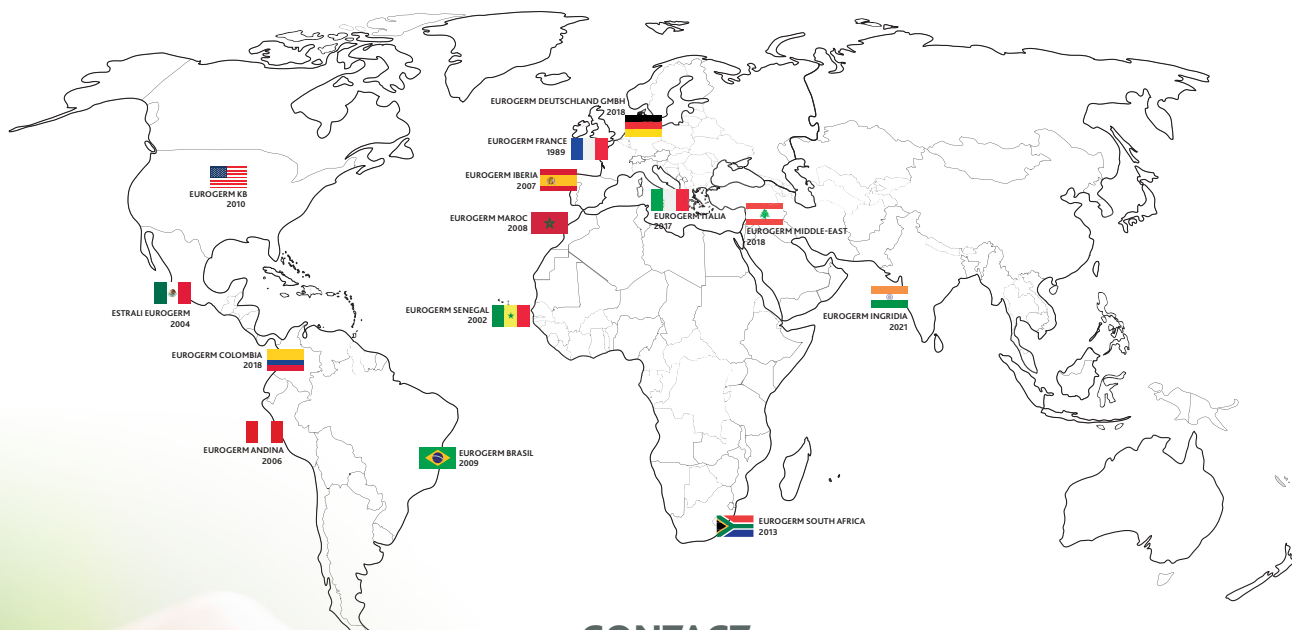 EUROGERM DEUTSCHLAND GMBH
2018
EUROGERM FRANCE
1989
EUROGERM KB
2010
EUROGERM IBERIA
2007
EUROGERM MAROC
2008
EUROGERM ITALIA
2017
EUROGERM MIDDLE-EAST
2018
ESTRALI EUROGERM
2004
EUROGERM SENEGAL
2002
EUROGERM INGRIDIA
2021
EUROGERM COLOMBIA
2018
EUROGERM ANDINA
2006
EUROGERM BRASIL
2009
EUROGERM SOUTH AFRICA
2013
CONTACT